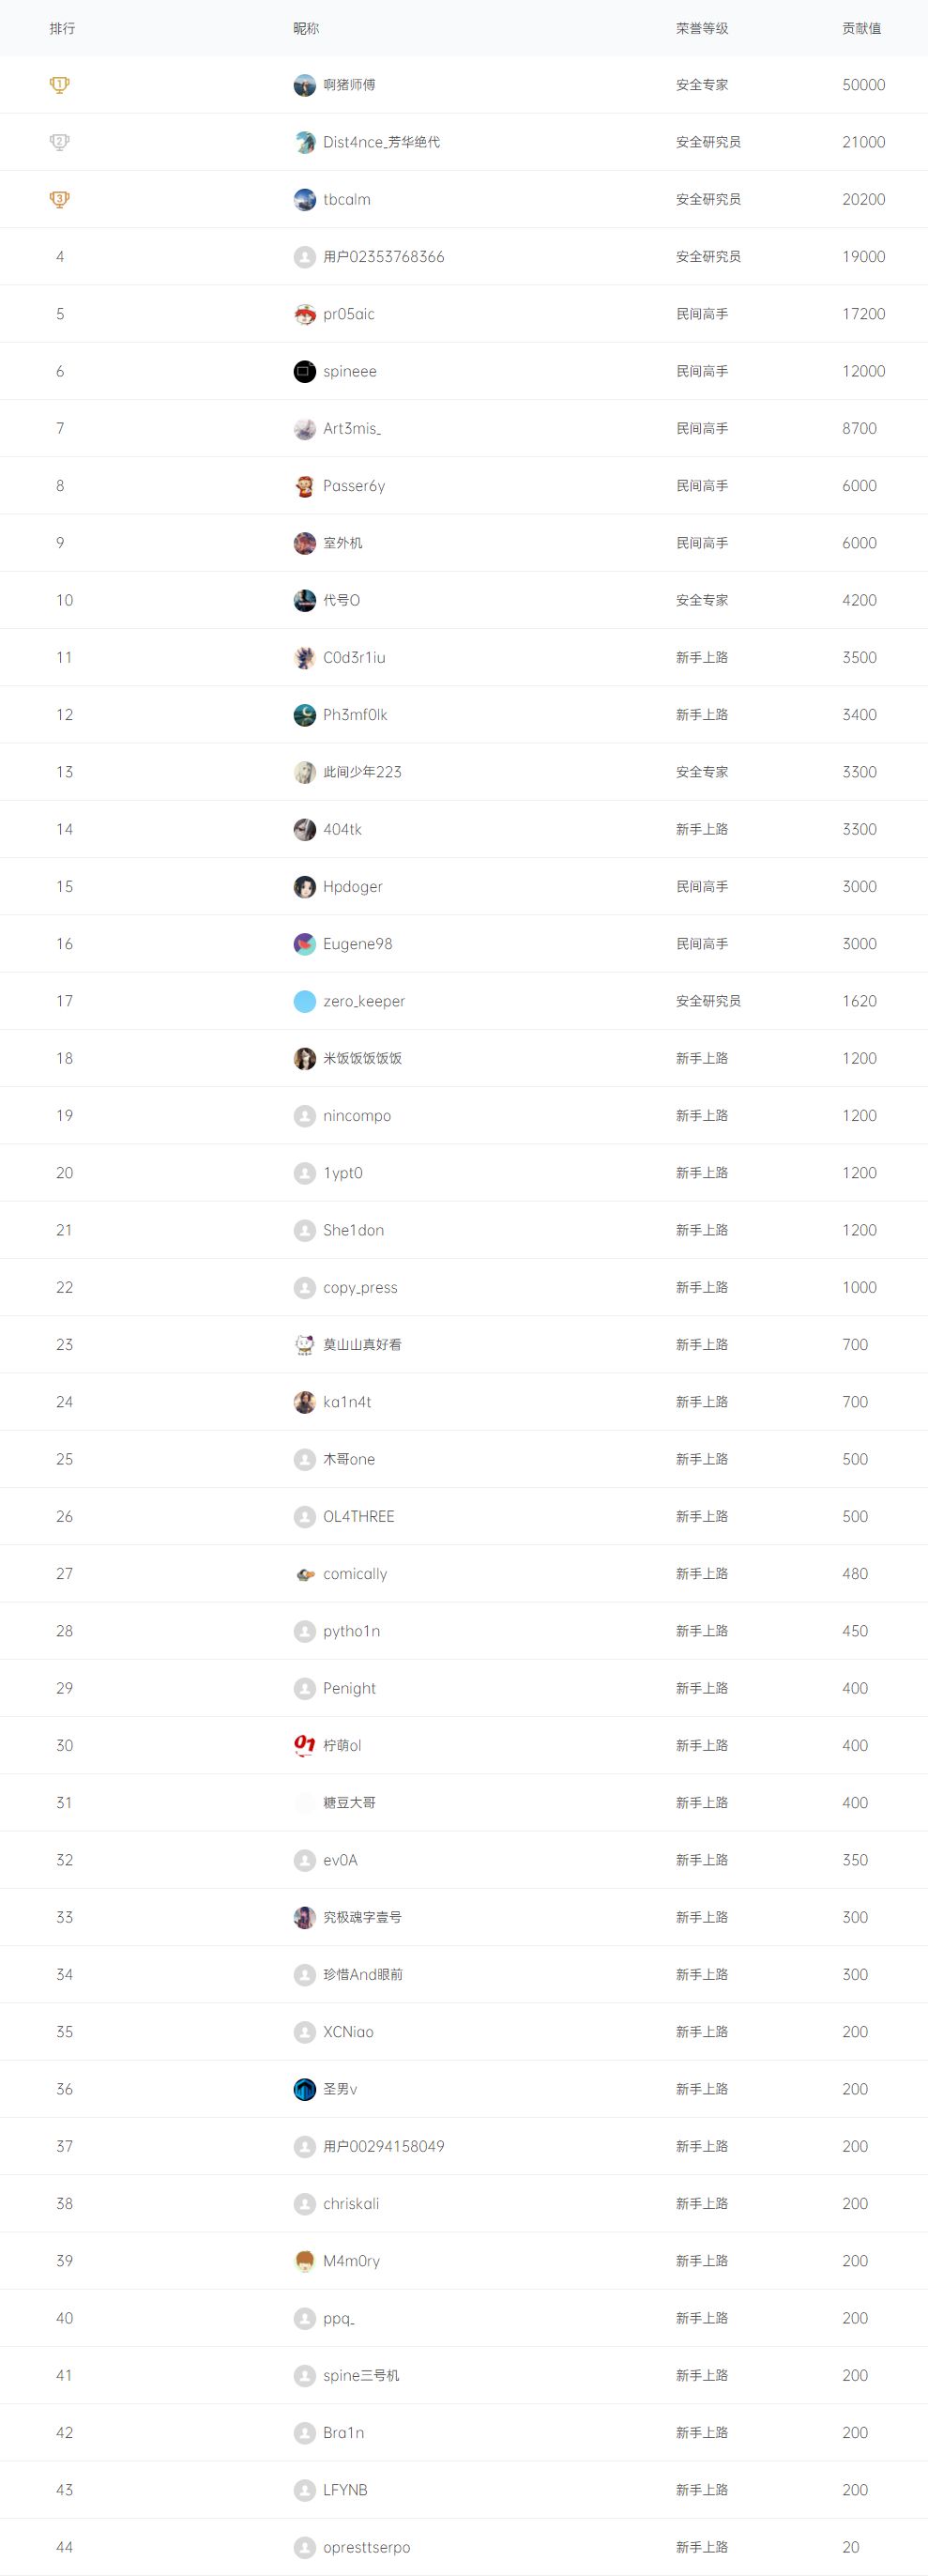 排行 昵称 荣誉等级 贡献值
1 啊猪师傅 安全专家 50000
2 Dist4nce_芳华绝代 安全研究员 21000
3 tbcalm 安全研究员 20200
4 用户02353768366 安全研究员 19000
5 pr05aic 民间高手 17200
6 spineee 民间高手 12000
7 Art3mis_ 民间高手 8700
8 Passer6y 民间高手 6000
9 室外机 民间高手 6000
10 代号O 安全专家 4200
11 C0d3r1iu 新手上路 3500
12 Ph3mf0lk 新手上路 3400
13 此间少年223 安全专家 3300
14 404tk 新手上路 3300
15 Hpdoger 民间高手 3000
16 Eugene98 民间高手 3000
17 zero_keeper 安全研究员 1620
18 米饭饭饭饭饭 新手上路 1200
19 nincompo 新手上路 1200
20 1ypt0 新手上路 1200
21 She1don 新手上路 1200
22 copy_press 新手上路 1000
23 莫山山真好看 新手上路 700
24 ka1n4t 新手上路 700
25 木哥one 新手上路 500
26 OL4THREE 新手上路 500
27 comically 新手上路 480
28 pytho1n 新手上路 450
29 Penight 新手上路 400
30 柠萌ol 新手上路 400
31 糖豆大哥 新手上路 400
32 ev0A 新手上路 350
33 究极魂字壹号 新手上路 300
34 珍惜And眼前 新手上路 300
35 XCNiao 新手上路 200
36 圣男v 新手上路 200
37 用户00294158049 新手上路 200
38 chriskali 新手上路 200
39 M4m0ry 新手上路 200
40 ppq_ 新手上路 200
41 spine三号机 新手上路 200
42 Bra1n 新手上路 200
43 LFYNB 新手上路 200
44 opresttserpo 新手上路 20